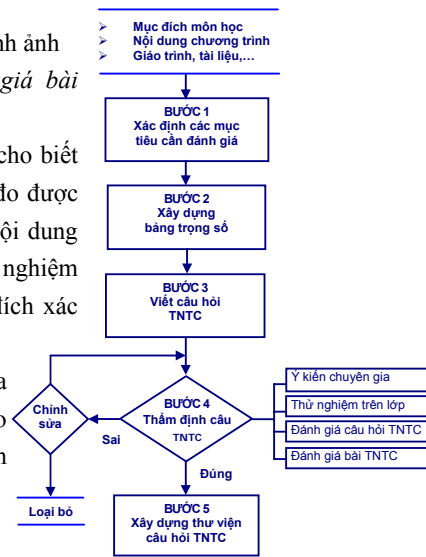 nh ảnh
giá bài
cho biết
đo được
ội dung
nghiệm
đích xác
a
o
n
Mục đích môn học
Nội dung chương trình
Giáo trình, tài liệu,…
BƯỚC 1
Xác định các mục
tiêu cần đánh giá
BƯỚC 2
Xây dựng
bảng trọng số
BƯỚC 3
Viết câu hỏi
TNTC
BƯỚC 4
Thẩm định câu
TNTC
Chỉnh
sửa
Sai
Đúng
Loại bỏ
Ý kiến chuyên gia
Thử nghiệm trên lớp
Đánh giá câu hỏi TNTC
Đánh giá bài TNTC
BƯỚC 5
Xây dựng thư viện
câu hỏi TNTC